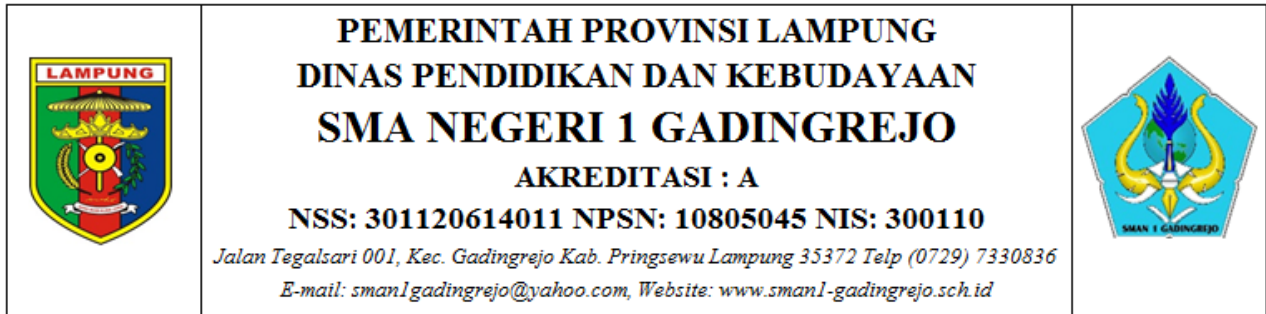 LAMPUNG
PEMERINTAH PROVINSI LAMPUNG
DINAS PENDIDIKAN DAN KEBUDAYAAN
SMA NEGERI 1 GADINGREJO
AKREDITASI : A
NSS: 301120614011 NPSN: 10805045 NIS: 300110
Jalan Tegalsari 001, Kec. Gadingrejo Kab. Pringsewu Lampung 35372 Telp (0729) 7330836
E-mail: sman1gadingrejo@yahoo.com, Website: www.sman1-gadingrejo.sch.id
SMAN 1 GADINGREJO